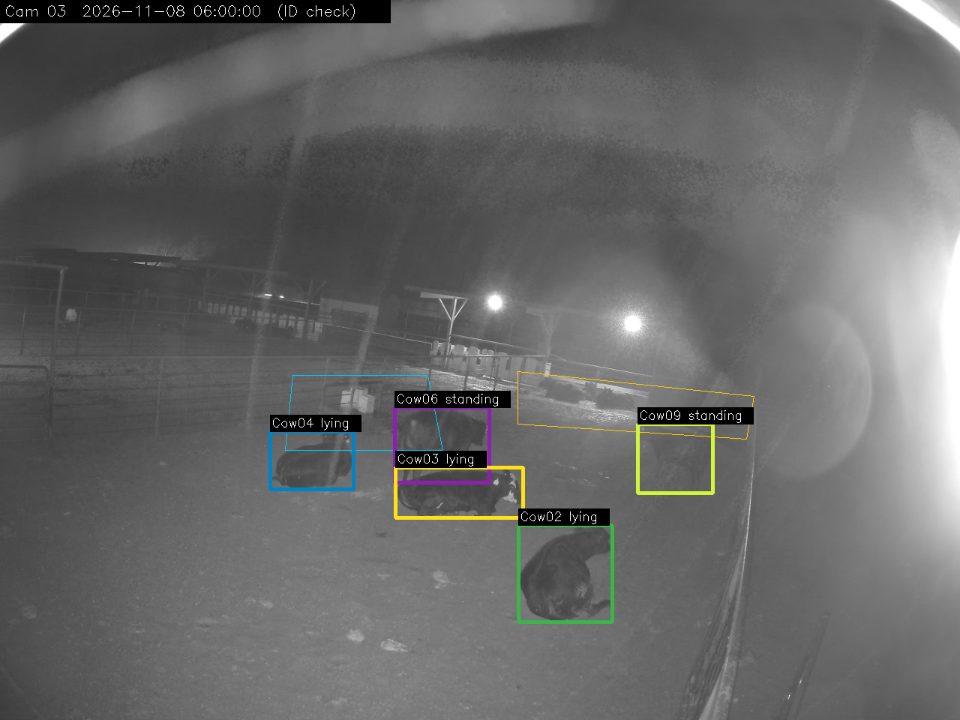 Cam 03 2026-11-08 06:00:00 (ID check)
Cow06 standing
Cow09 standing
Cow04 lying
Cow03 lying
Cow02 lying